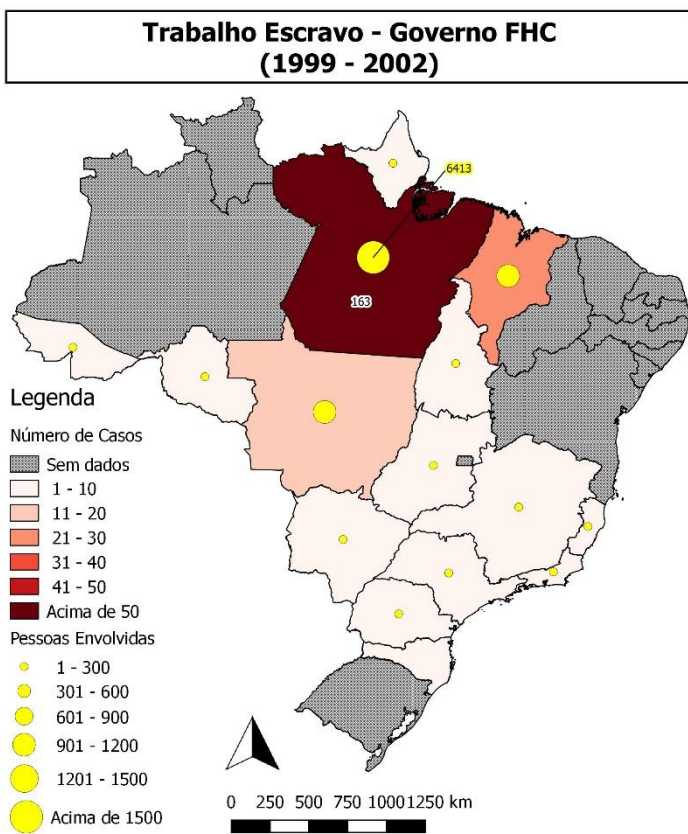 Trabalho Escravo - Governo FHC
(1999 - 2002)
6413
163
Legenda
Número de Casos
Sem dados
1 - 10
11 - 20
21 - 30
31 - 40
41 - 50
Acima de 50
Pessoas Envolvidas
1 - 300
301 - 600
601 - 900
901 - 1200
1201 - 1500
Acima de 1500
0 250 500 750 1000 1250 km